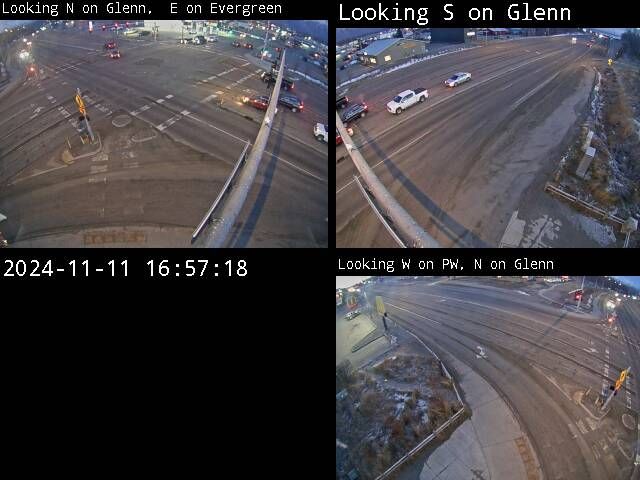 Looking N on Glenn, E on Evergreen
Looking S on Glenn
2024-11-11 16:57:18
Looking W on PW, N on Glenn